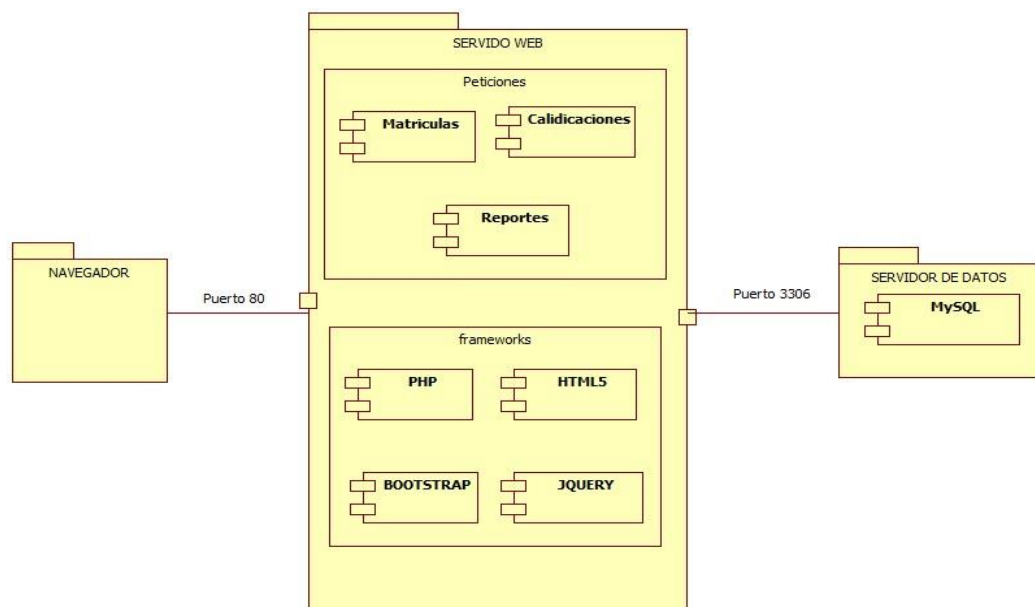 SERVIDO WEB
Peticiones
Matriculas
Calidicaciones
Reportes
NAVEGADOR
Puerto 80
Puerto 3306
SERVIDOR DE DATOS
MySQL
frameworks
PHP
HTML5
BOOTSTRAP
JQUERY